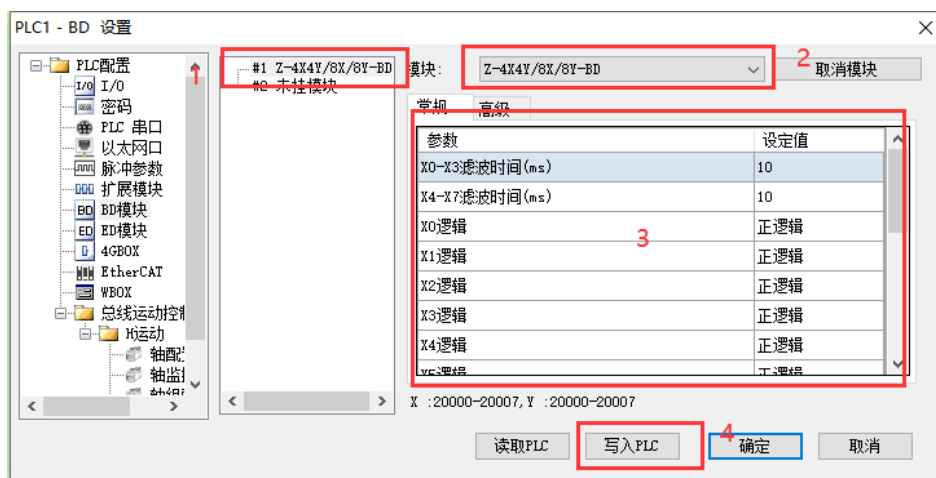 PLC1 - BD 设置
PLC配置
I/O
密码
PLC 串口
以太网口
脉冲参数
扩展模块
BD模块
ED模块
4GBOX
EtherCAT
WBOX
总线运动控制
H运动
轴配
轴监
1
#1 Z-4X4Y/8X/8Y-BD
#2 未挂模块
模块:
Z-4X4Y/8X/8Y-BD
2
取消模块
常规
高级
参数 设定值
X0-X3滤波时间(ms) 10
X4-X7滤波时间(ms) 10
X0逻辑 正逻辑
X1逻辑 正逻辑
X2逻辑 正逻辑
X3逻辑 正逻辑
X4逻辑 正逻辑
X5逻辑 正逻辑
3
X :20000-20007,Y :20000-20007
读取PLC
写入PLC
4
确定
取消